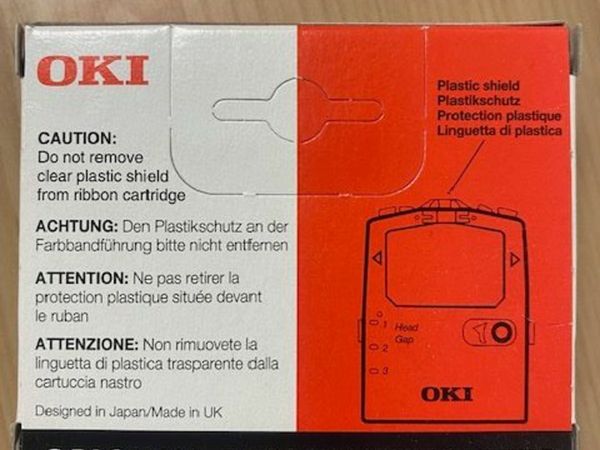 OKI
CAUTION:
Do not remove
clear plastic shield
from ribbon cartridge
ACHTUNG: Den Plastikschutz an der
Farbbandführung bitte nicht entfernen
ATTENTION: Ne pas retirer la
protection plastique située devant
le ruban
ATTENZIONE: Non rimuovete la
linguetta di plastica trasparente dalla
cartuccia nastro
Designed in Japan/Made in UK
Plastic shield
Plastikschutz
Protection plastique
Linguetta di plastica
1 Head
Gap
2
3
OKI